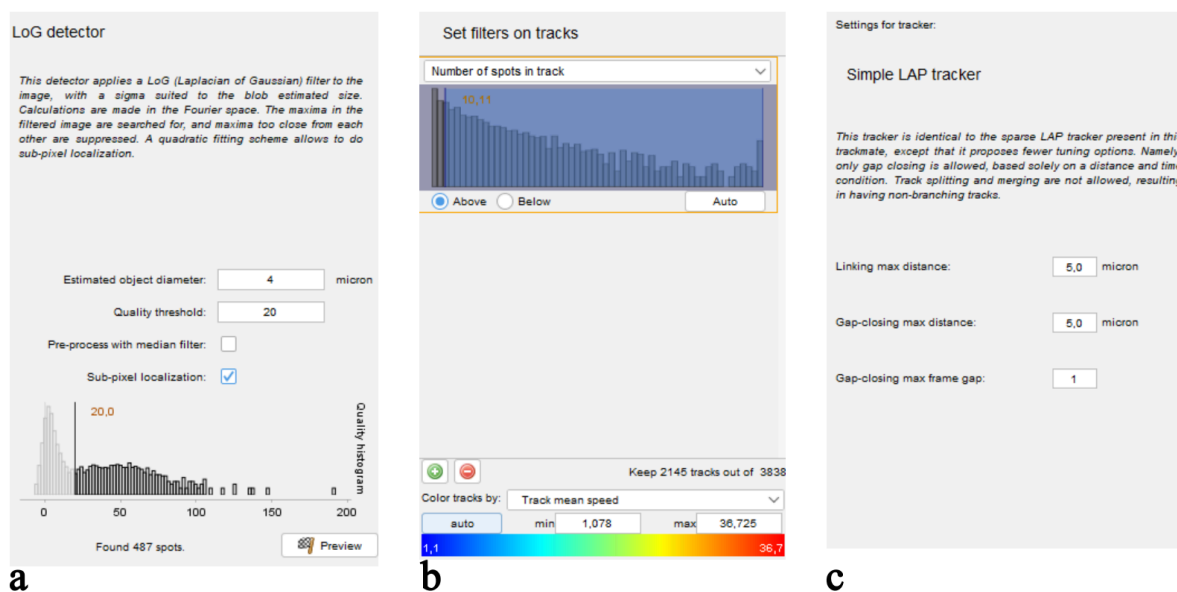 LoG detector
This detector applies a LoG (Laplacian of Gaussian) filter to the
image, with a sigma suited to the blob estimated size.
Calculations are made in the Fourier space. The maxima in the
filtered image are searched for, and maxima too close from each
other are suppressed. A quadratic fitting scheme allows to do
sub-pixel localization.
Estimated object diameter: 4 micron
Quality threshold: 20
Pre-process with median filter:
Sub-pixel localization:
20,0
Quality histogram
0 50 100 150 200
Found 487 spots.
Preview
a
Set filters on tracks
Number of spots in track
10,11
Above Below Auto
Keep 2145 tracks out of 3838
Color tracks by: Track mean speed
auto min 1,078 max 36,725
1,1 36,7
b
Settings for tracker:
Simple LAP tracker
This tracker is identical to the sparse LAP tracker present in thi
trackmate, except that it proposes fewer tuning options. Namely
only gap closing is allowed, based solely on a distance and time
condition. Track splitting and merging are not allowed, resulting
in having non-branching tracks.
Linking max distance: 5,0 micron
Gap-closing max distance: 5,0 micron
Gap-closing max frame gap: 1
c